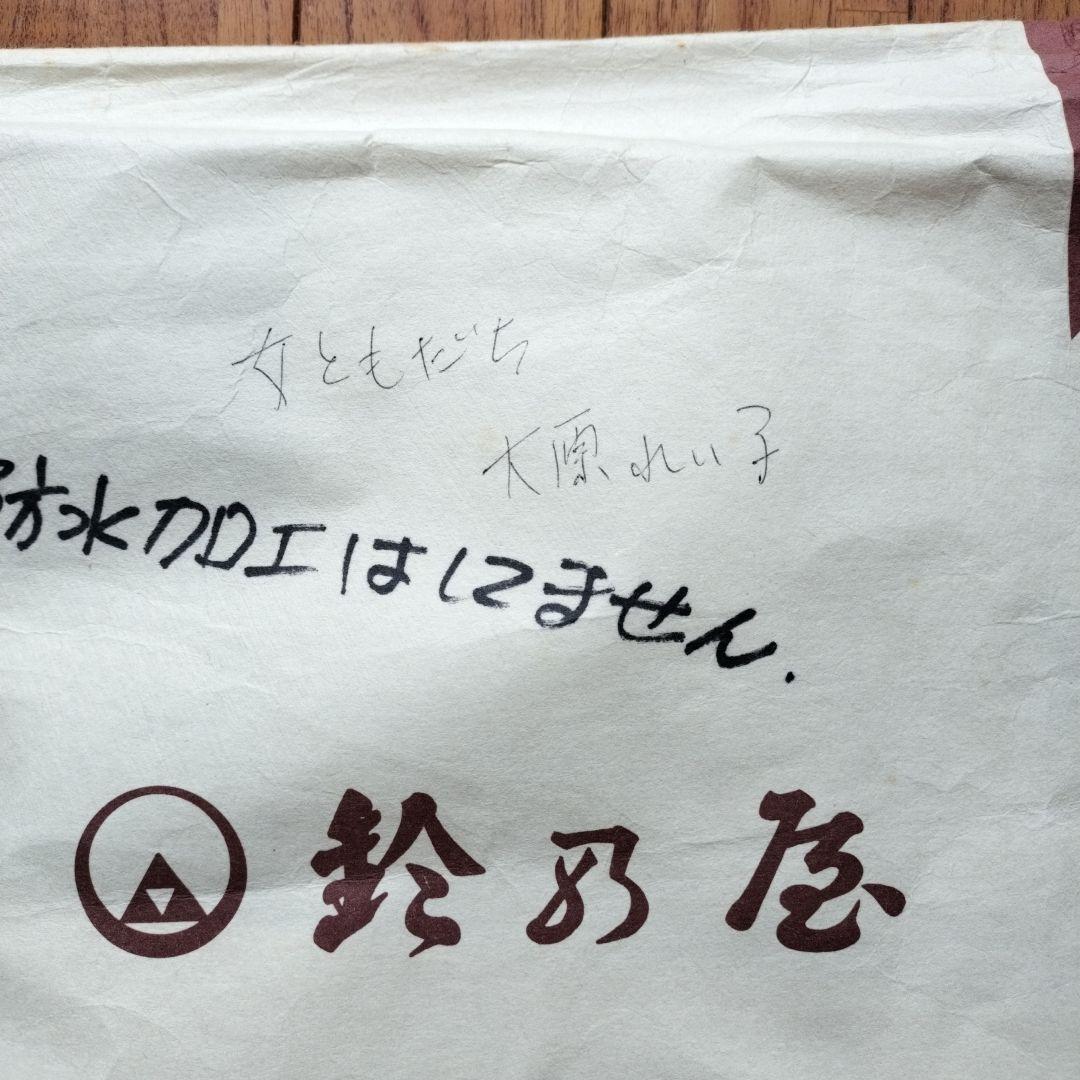 女ともだち
大原れい子
防水加工はしてません.
鈴乃屋